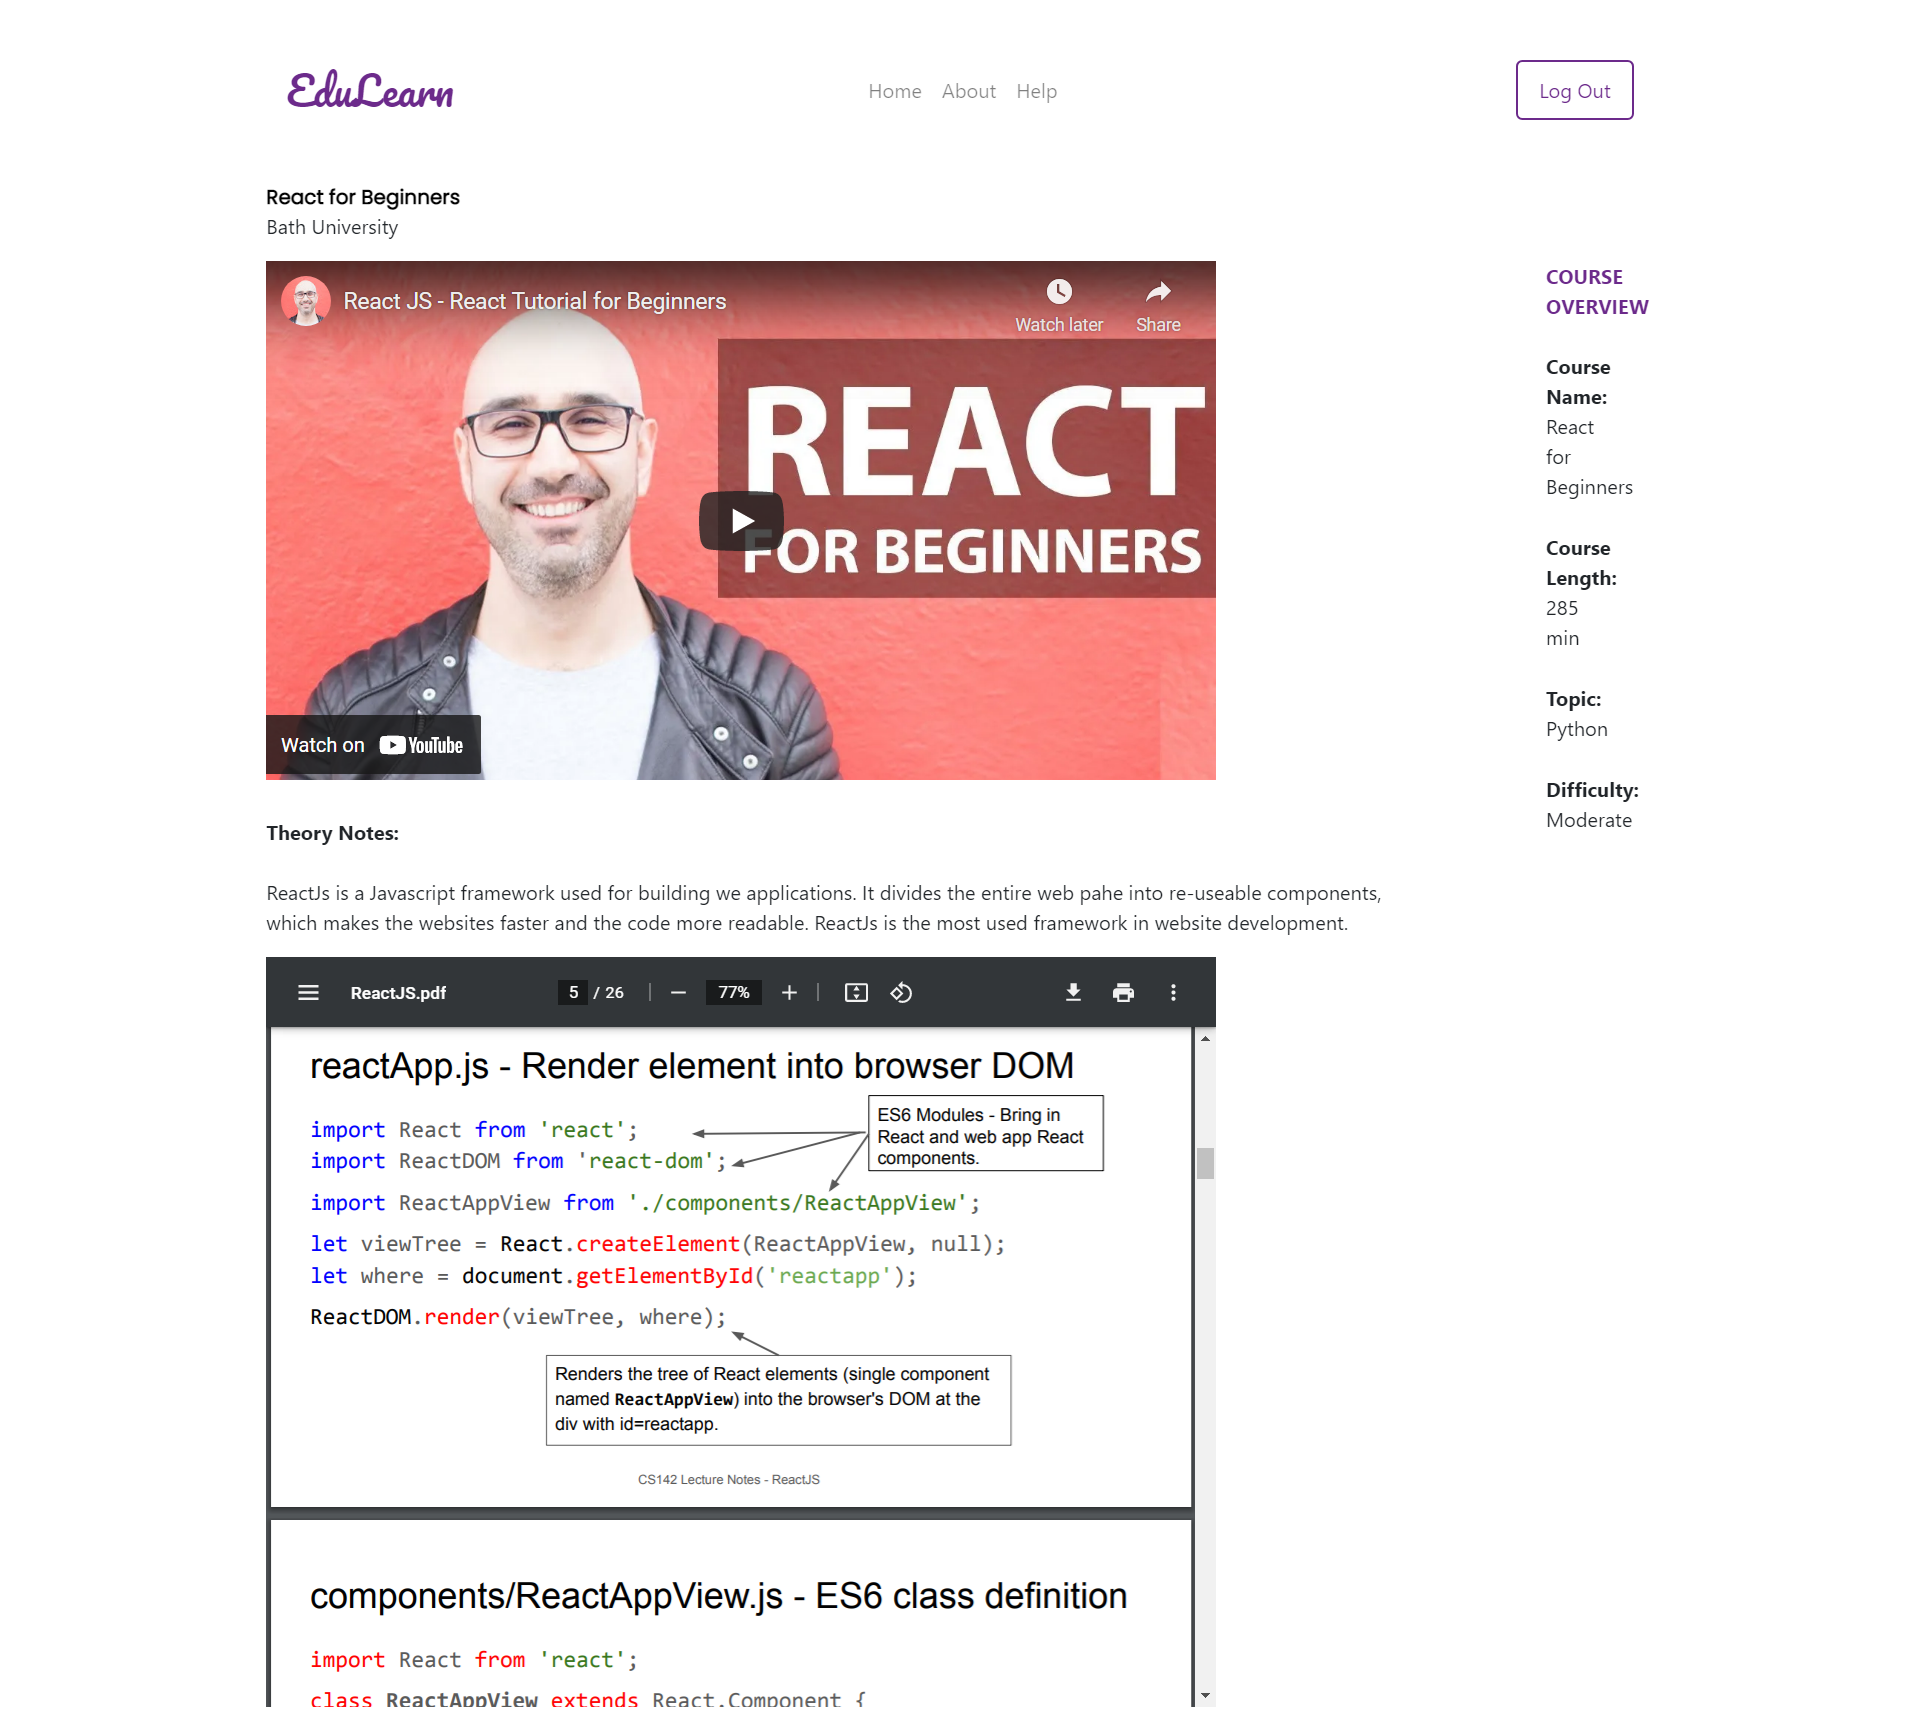 EduLearn
Home About Help
Log Out
React for Beginners
Bath University
React JS - React Tutorial for Beginners
Watch later
Share
REACT
FOR BEGINNERS
Watch on YouTube
COURSE
OVERVIEW
Course
Name:
React
for
Beginners
Course
Length:
285
min
Topic:
Python
Difficulty:
Moderate
Theory Notes:
ReactJs is a Javascript framework used for building we applications. It divides the entire web pahe into re-useable components,
which makes the websites faster and the code more readable. ReactJs is the most used framework in website development.
ReactJS.pdf 5 / 26 77%
reactApp.js - Render element into browser DOM
ES6 Modules - Bring in
React and web app React
components.
import React from 'react';
import ReactDOM from 'react-dom';
import ReactAppView from './components/ReactAppView';
let viewTree = React.createElement(ReactAppView, null);
let where = document.getElementById('reactapp');
ReactDOM.render(viewTree, where);
Renders the tree of React elements (single component
named ReactAppView) into the browser's DOM at the
div with id=reactapp.
CS142 Lecture Notes - ReactJS
components/ReactAppView.js - ES6 class definition
import React from 'react';
class ReactAppView extends React.Component {